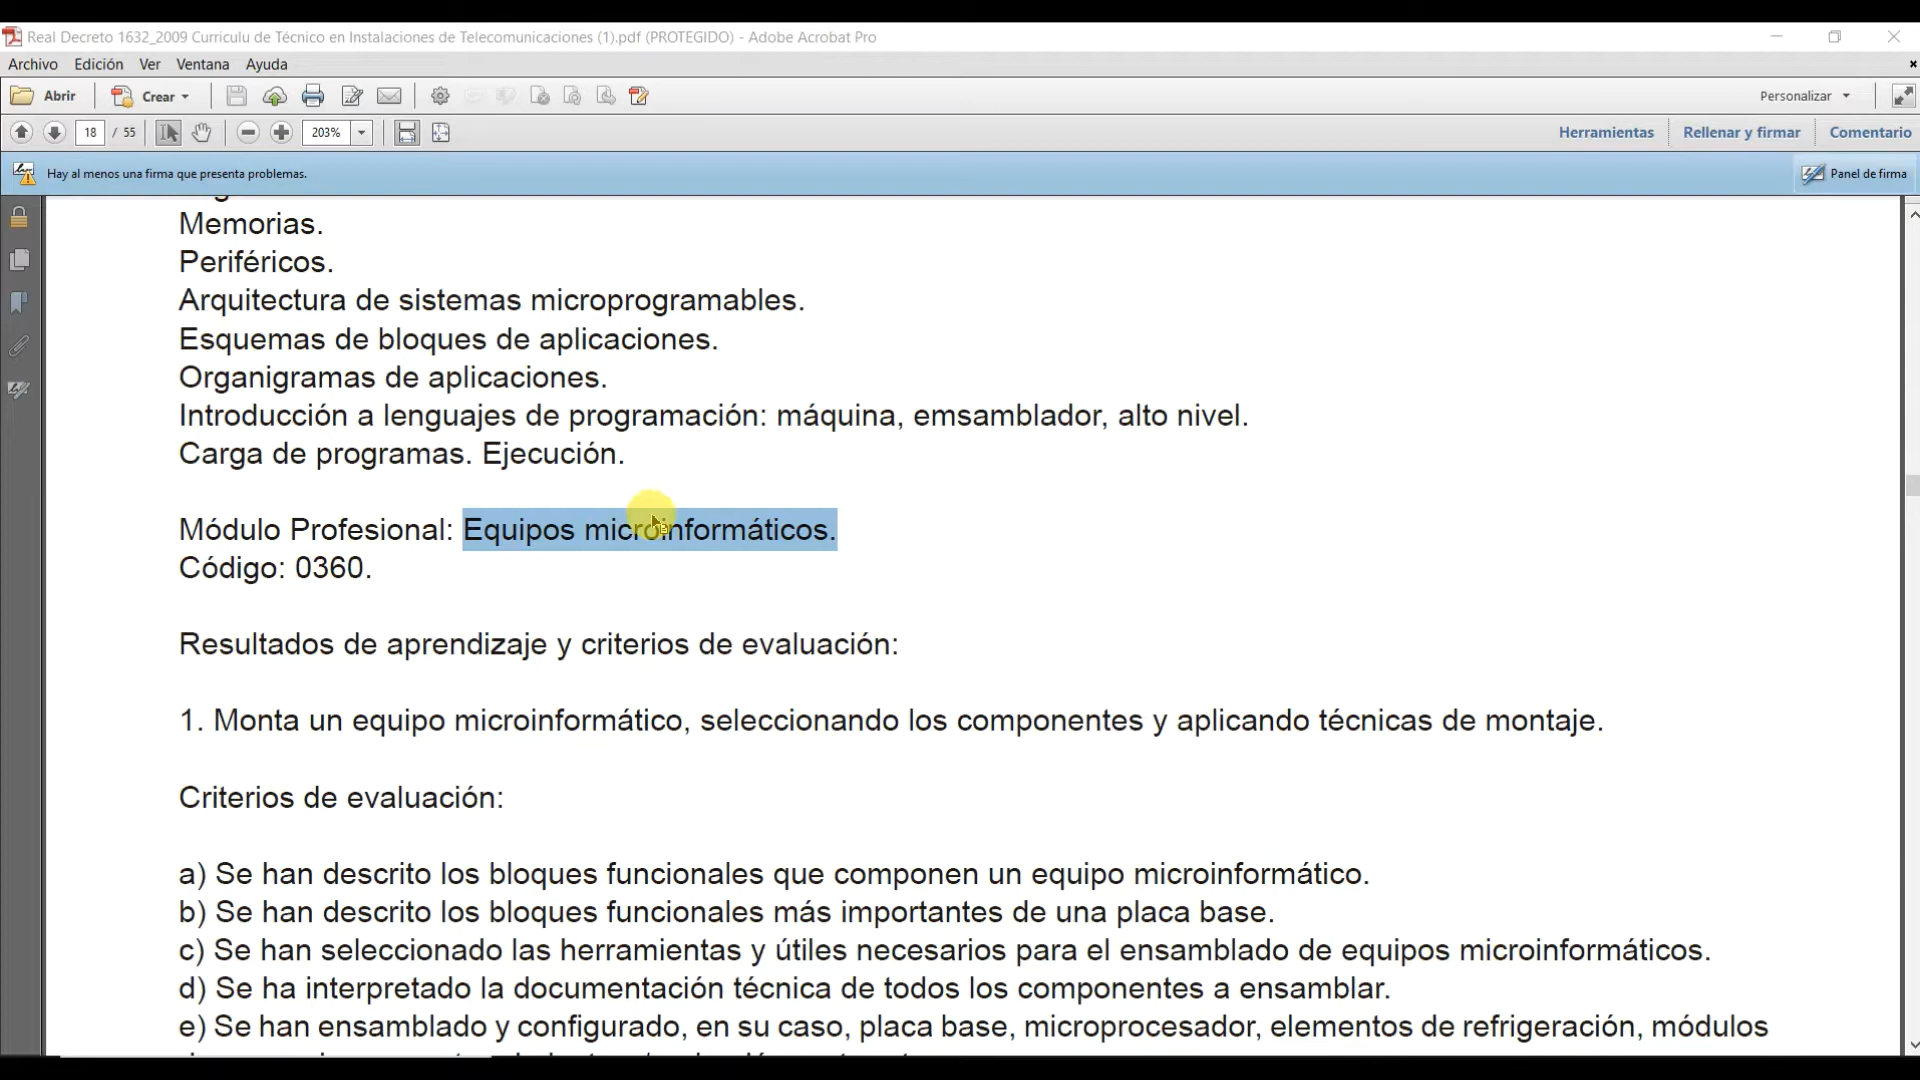 Real Decreto 1632_2009 Curriculu de Técnico en Instalaciones de Telecomunicaciones (1).pdf (PROTEGIDO) - Adobe Acrobat Pro
Archivo Edición Ver Ventana Ayuda
Abrir Crear Personalizar
18 / 55 203% Herramientas Rellenar y firmar Comentario
Hay al menos una firma que presenta problemas. Panel de firma
Memorias.
Periféricos.
Arquitectura de sistemas microprogramables.
Esquemas de bloques de aplicaciones.
Organigramas de aplicaciones.
Introducción a lenguajes de programación: máquina, emsamblador, alto nivel.
Carga de programas. Ejecución.
Módulo Profesional: Equipos microinformáticos.
Código: 0360.
Resultados de aprendizaje y criterios de evaluación:
1. Monta un equipo microinformático, seleccionando los componentes y aplicando técnicas de montaje.
Criterios de evaluación:
a) Se han descrito los bloques funcionales que componen un equipo microinformático.
b) Se han descrito los bloques funcionales más importantes de una placa base.
c) Se han seleccionado las herramientas y útiles necesarios para el ensamblado de equipos microinformáticos.
d) Se ha interpretado la documentación técnica de todos los componentes a ensamblar.
e) Se han ensamblado y configurado, en su caso, placa base, microprocesador, elementos de refrigeración, módulos